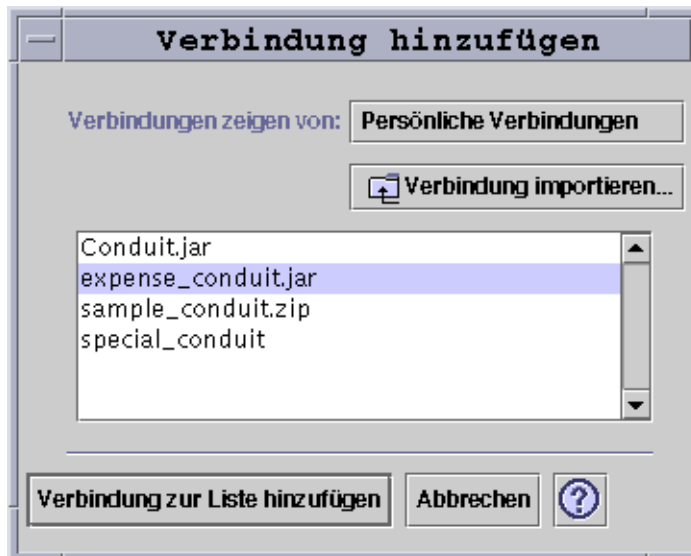 Verbindung hinzufügen
Verbindungen zeigen von: Persönliche Verbindungen
Verbindung importieren...
Conduit.jar
expense_conduit.jar
sample_conduit.zip
special_conduit
Verbindung zur Liste hinzufügen Abbrechen ?